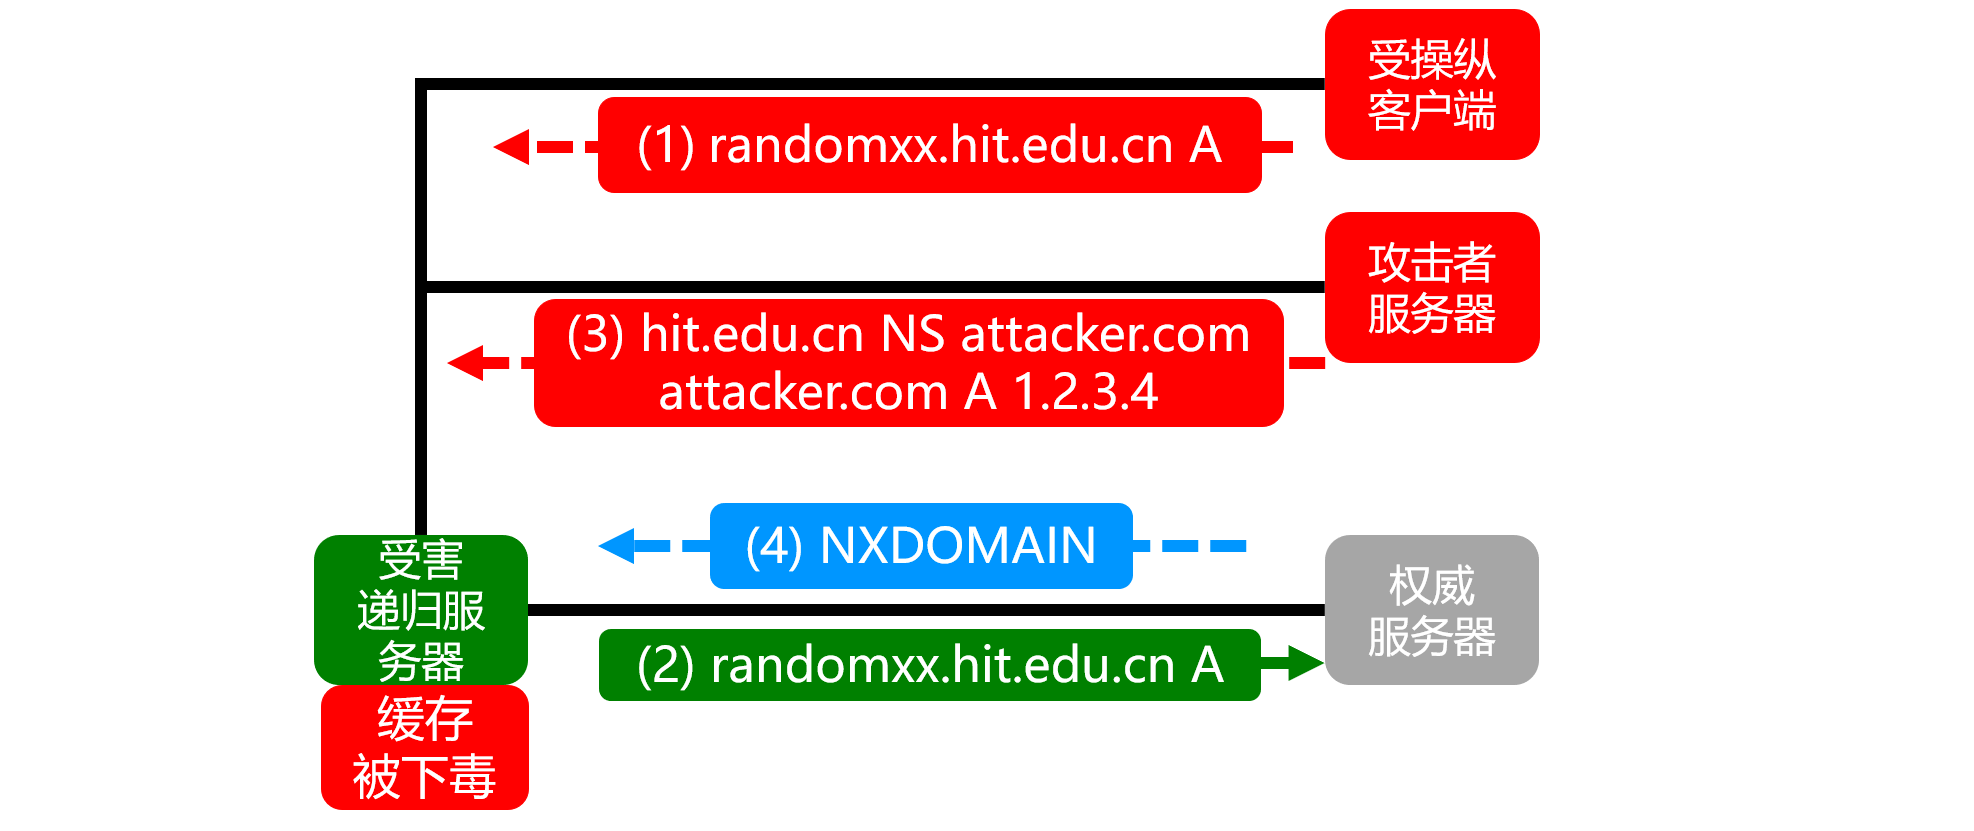 受操纵
客户端
(1) randomxx.hit.edu.cn A
攻击者
服务器
(3) hit.edu.cn NS attacker.com
attacker.com A 1.2.3.4
(4) NXDOMAIN
受害
递归服
务器
权威
服务器
(2) randomxx.hit.edu.cn A
缓存
被下毒